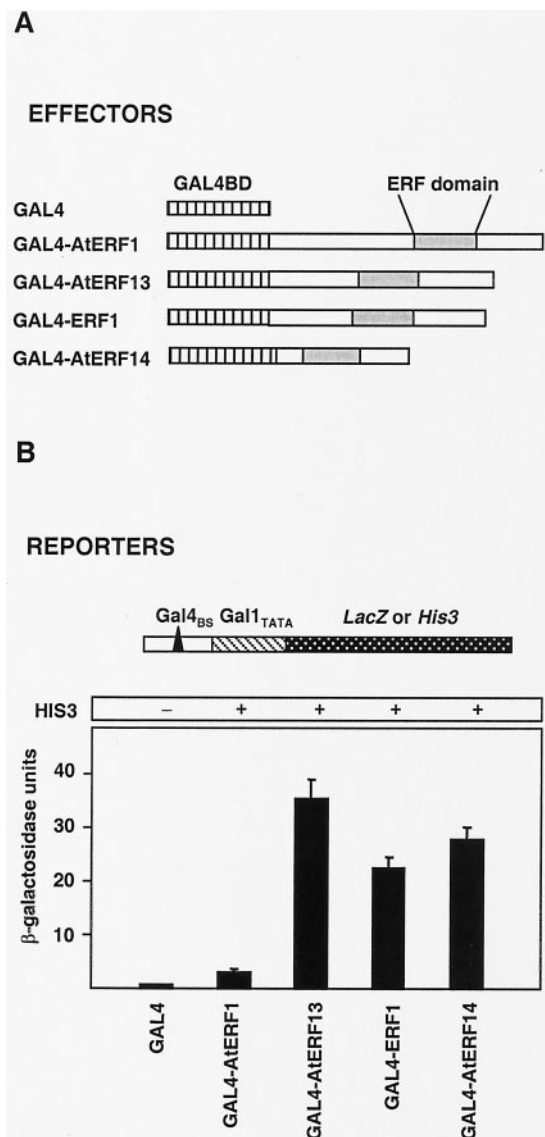 A
EFFECTORS
GAL4BD ERF domain
GAL4
GAL4-AtERF1
GAL4-AtERF13
GAL4-ERF1
GAL4-AtERF14
B
REPORTERS
Gal4BS Gal1TATA LacZ or His3
HIS3 – + + + +
β-galactosidase units
40
30
20
10
GAL4
GAL4-AtERF1
GAL4-AtERF13
GAL4-ERF1
GAL4-AtERF14